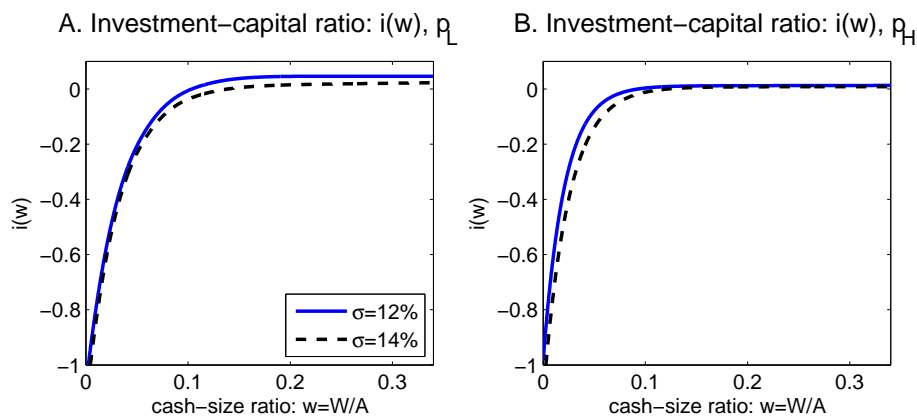 A. Investment−capital ratio: i(w), p_L
B. Investment−capital ratio: i(w), p_H
i(w)
0
−0.2
−0.4
−0.6
−0.8
−1
0
0.1
0.2
0.3
cash−size ratio: w=W/A
σ=12%
σ=14%
i(w)
0
−0.2
−0.4
−0.6
−0.8
−1
0
0.1
0.2
0.3
cash−size ratio: w=W/A